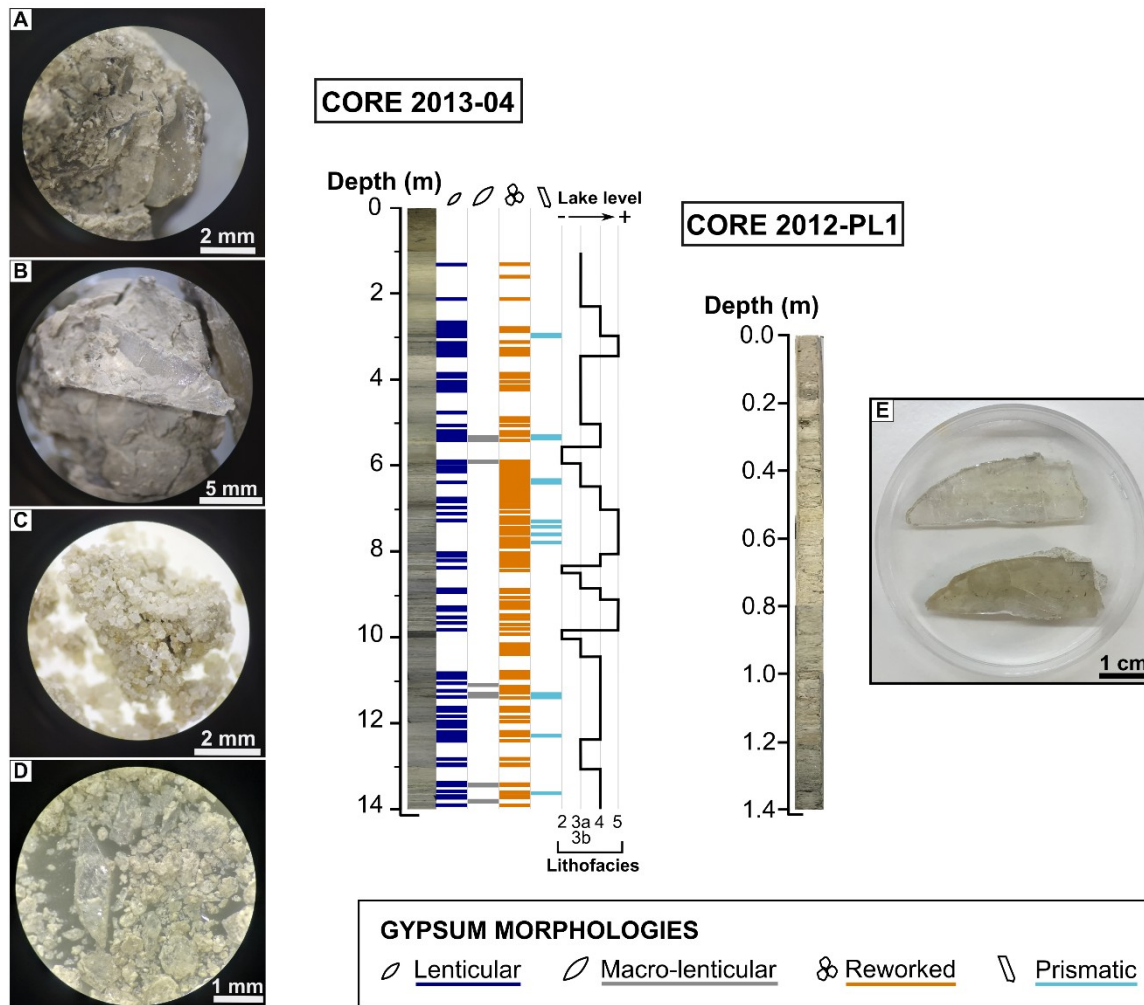 A
2 mm
B
5 mm
C
2 mm
D
1 mm
CORE 2013-04
Depth (m)
Lake level
- +
0
2
4
6
8
10
12
14
2 3a 4 5
3b
Lithofacies
CORE 2012-PL1
Depth (m)
0.0
0.2
0.4
0.6
0.8
1.0
1.2
1.4
E
1 cm
GYPSUM MORPHOLOGIES
Lenticular Macro-lenticular Reworked Prismatic